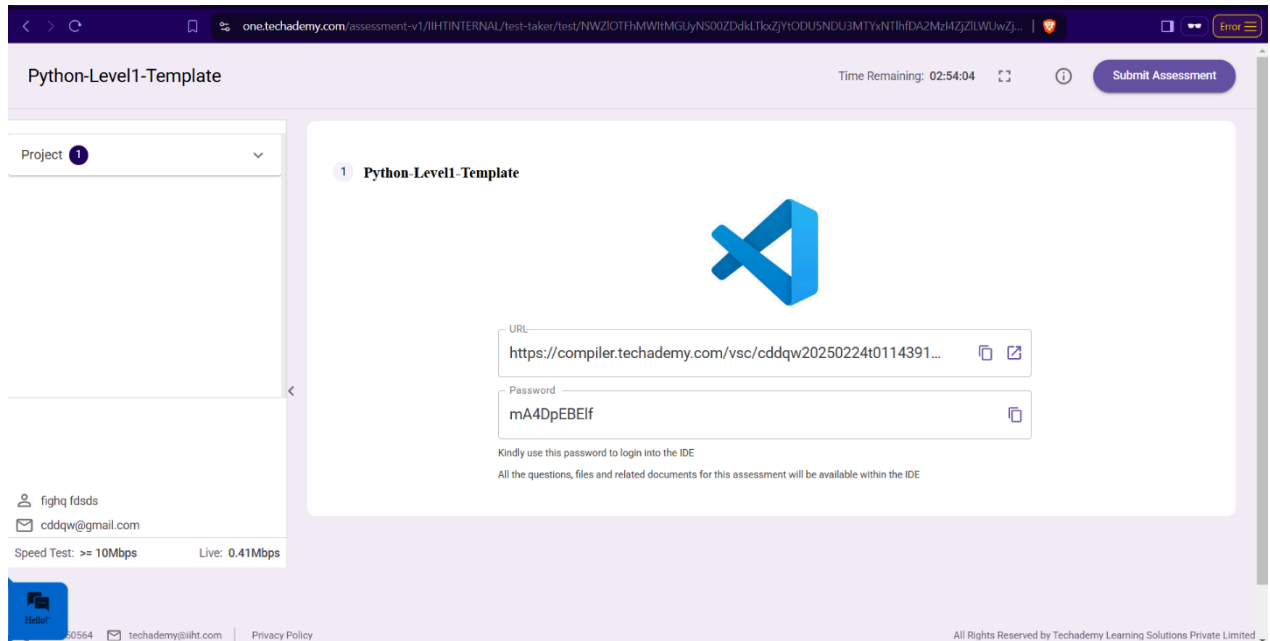 one.techademy.com/assessment-v1/IIHTINTERNAL/test-taker/test/
Error
Python-Level1-Template
Time Remaining: 02:54:04
Submit Assessment
Project 1
1 Python-Level1-Template
URL
https://compiler.techademy.com/vsc/cddqw20250224t0114391...
Password
mA4DpEBElf
Kindly use this password to login into the IDE
All the questions, files and related documents for this assessment will be available within the IDE
fighq fdsds
cddqw@gmail.com
Speed Test: >= 10Mbps Live: 0.41Mbps
Hello!
techademy@iiht.com Privacy Policy All Rights Reserved by Techademy Learning Solutions Private Limited